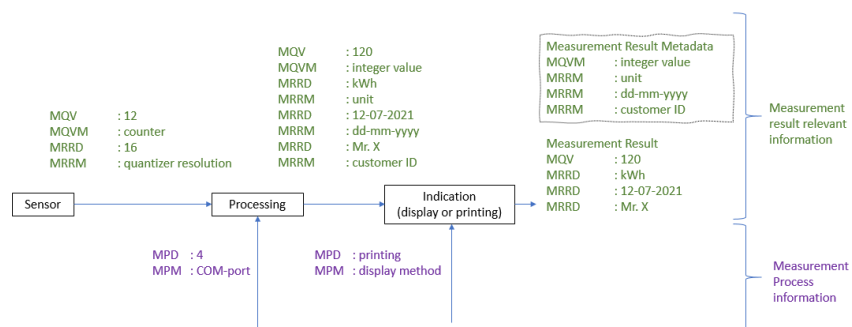 MQV : 12
MQVM : counter
MRRD : 16
MRRM : quantizer resolution
MQV : 120
MQVM : integer value
MRRD : kWh
MRRM : unit
MRRD : 12-07-2021
MRRM : dd-mm-yyyy
MRRD : Mr. X
MRRM : customer ID
Measurement Result Metadata
MQVM : integer value
MRRM : unit
MRRM : dd-mm-yyyy
MRRM : customer ID
Measurement Result
MQV : 120
MRRD : kWh
MRRD : 12-07-2021
MRRD : Mr. X
Measurement
result relevant
information
Sensor
Processing
Indication
(display or printing)
MPD : 4
MPM : COM-port
MPD : printing
MPM : display method
Measurement
Process
information